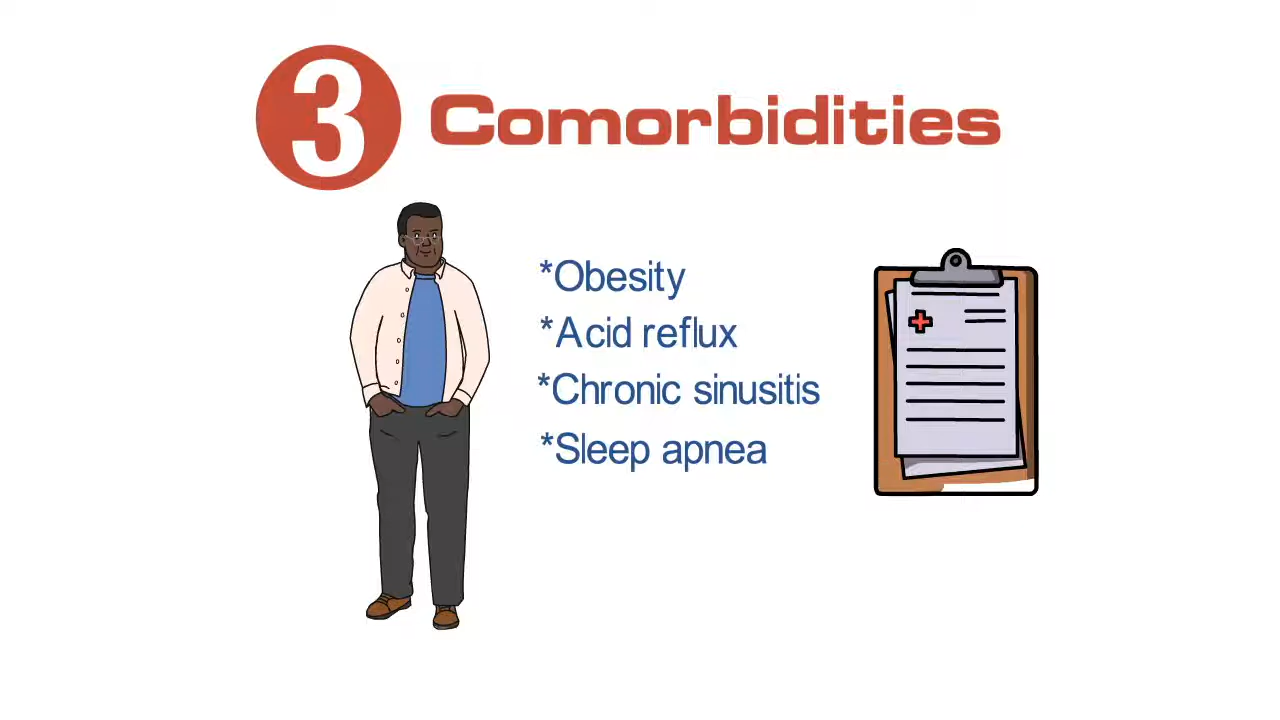 3 Comorbidities
*Obesity
*Acid reflux
*Chronic sinusitis
*Sleep apnea